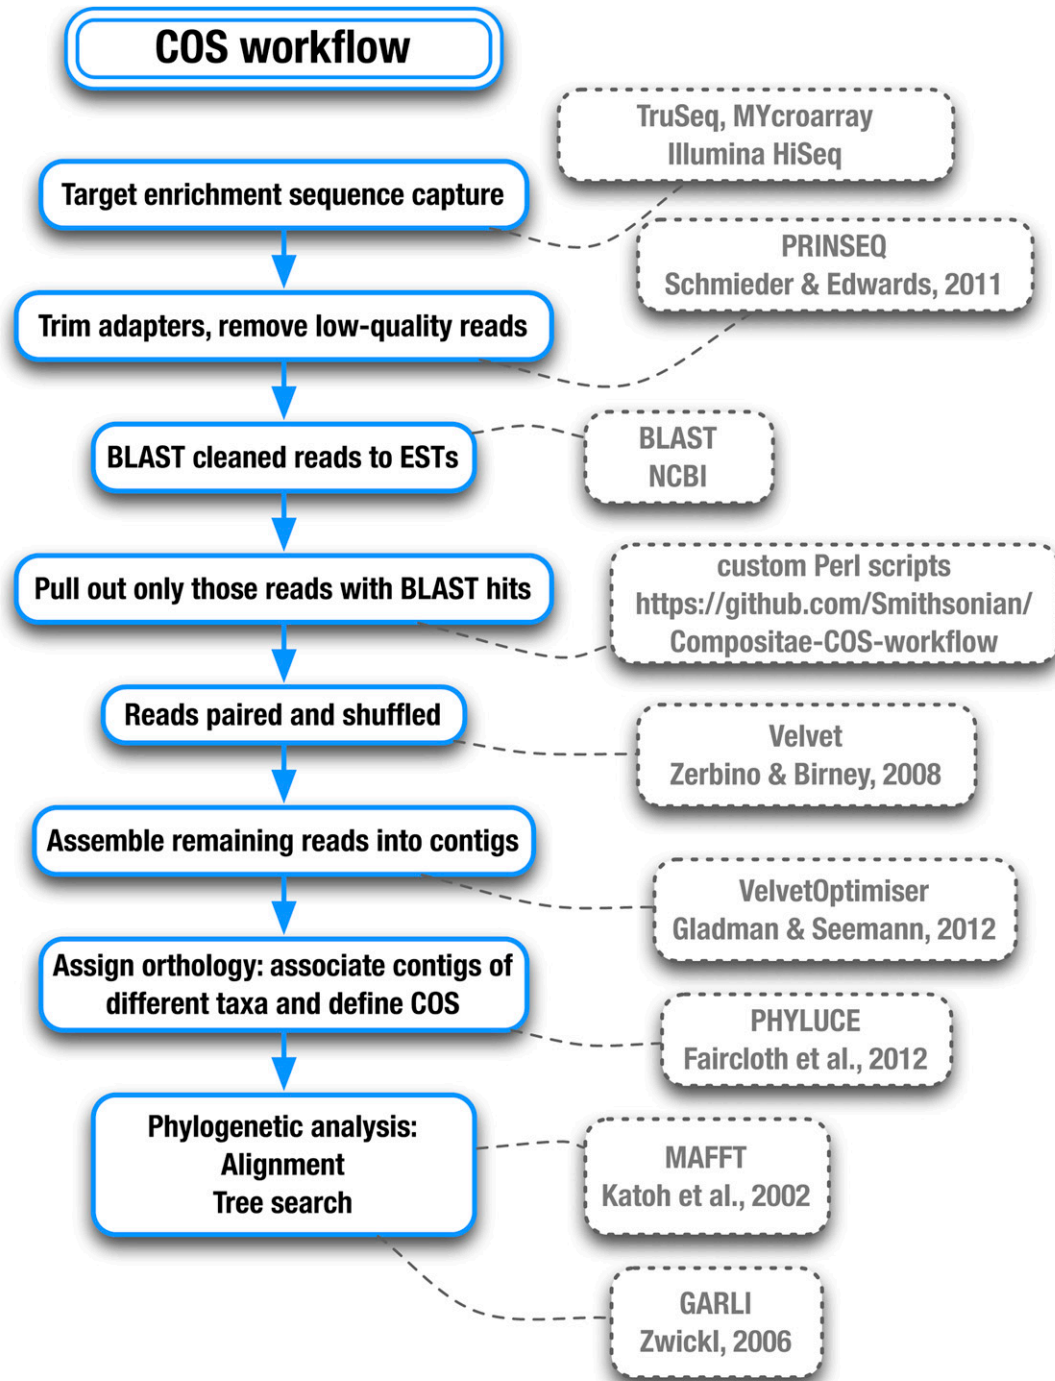 COS workflow
TruSeq, MYcroarray
Illumina HiSeq
Target enrichment sequence capture
PRINSEQ
Schmieder & Edwards, 2011
Trim adapters, remove low-quality reads
BLAST cleaned reads to ESTs
BLAST
NCBI
Pull out only those reads with BLAST hits
custom Perl scripts
https://github.com/Smithsonian/
Compositae-COS-workflow
Reads paired and shuffled
Velvet
Zerbino & Birney, 2008
Assemble remaining reads into contigs
VelvetOptimiser
Gladman & Seemann, 2012
Assign orthology: associate contigs of
different taxa and define COS
PHYLUCE
Faircloth et al., 2012
Phylogenetic analysis:
Alignment
Tree search
MAFFT
Katoh et al., 2002
GARLI
Zwickl, 2006